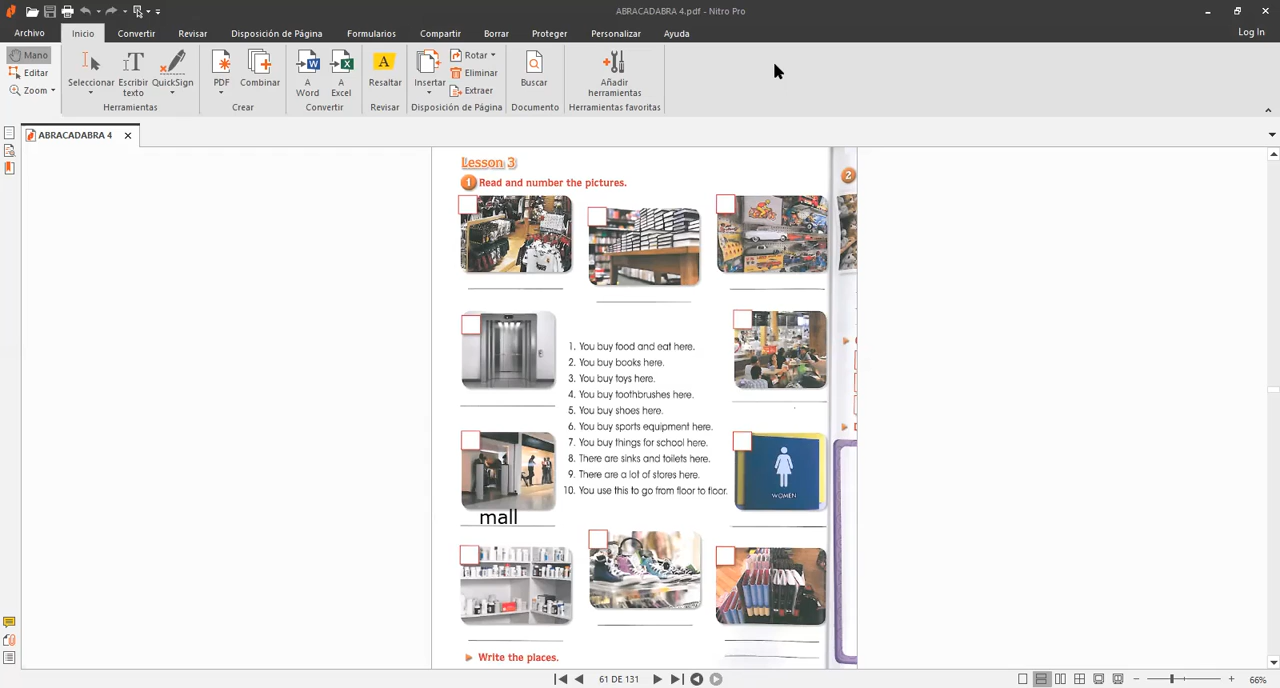 ABRACADABRA 4.pdf - Nitro Pro
Archivo Inicio Convertir Revisar Disposición de Página Formularios Compartir Borrar Proteger Personalizar Ayuda Log In
Mano
Editar
Zoom
Seleccionar
Escribir texto
QuickSign
Herramientas
PDF
Combinar
Crear
A Word
A Excel
Convertir
Resaltar
Revisar
Insertar
Rotar
Eliminar
Extraer
Disposición de Página
Buscar
Documento
Añadir herramientas
Herramientas favoritas
ABRACADABRA 4
Lesson 3
1 Read and number the pictures.
2
1. You buy food and eat here.
2. You buy books here.
3. You buy toys here.
4. You buy toothbrushes here.
5. You buy shoes here.
6. You buy sports equipment here.
7. You buy things for school here.
8. There are sinks and toilets here.
9. There are a lot of stores here.
10. You use this to go from floor to floor.
WOMEN
mall
Write the places.
61 DE 131
66%